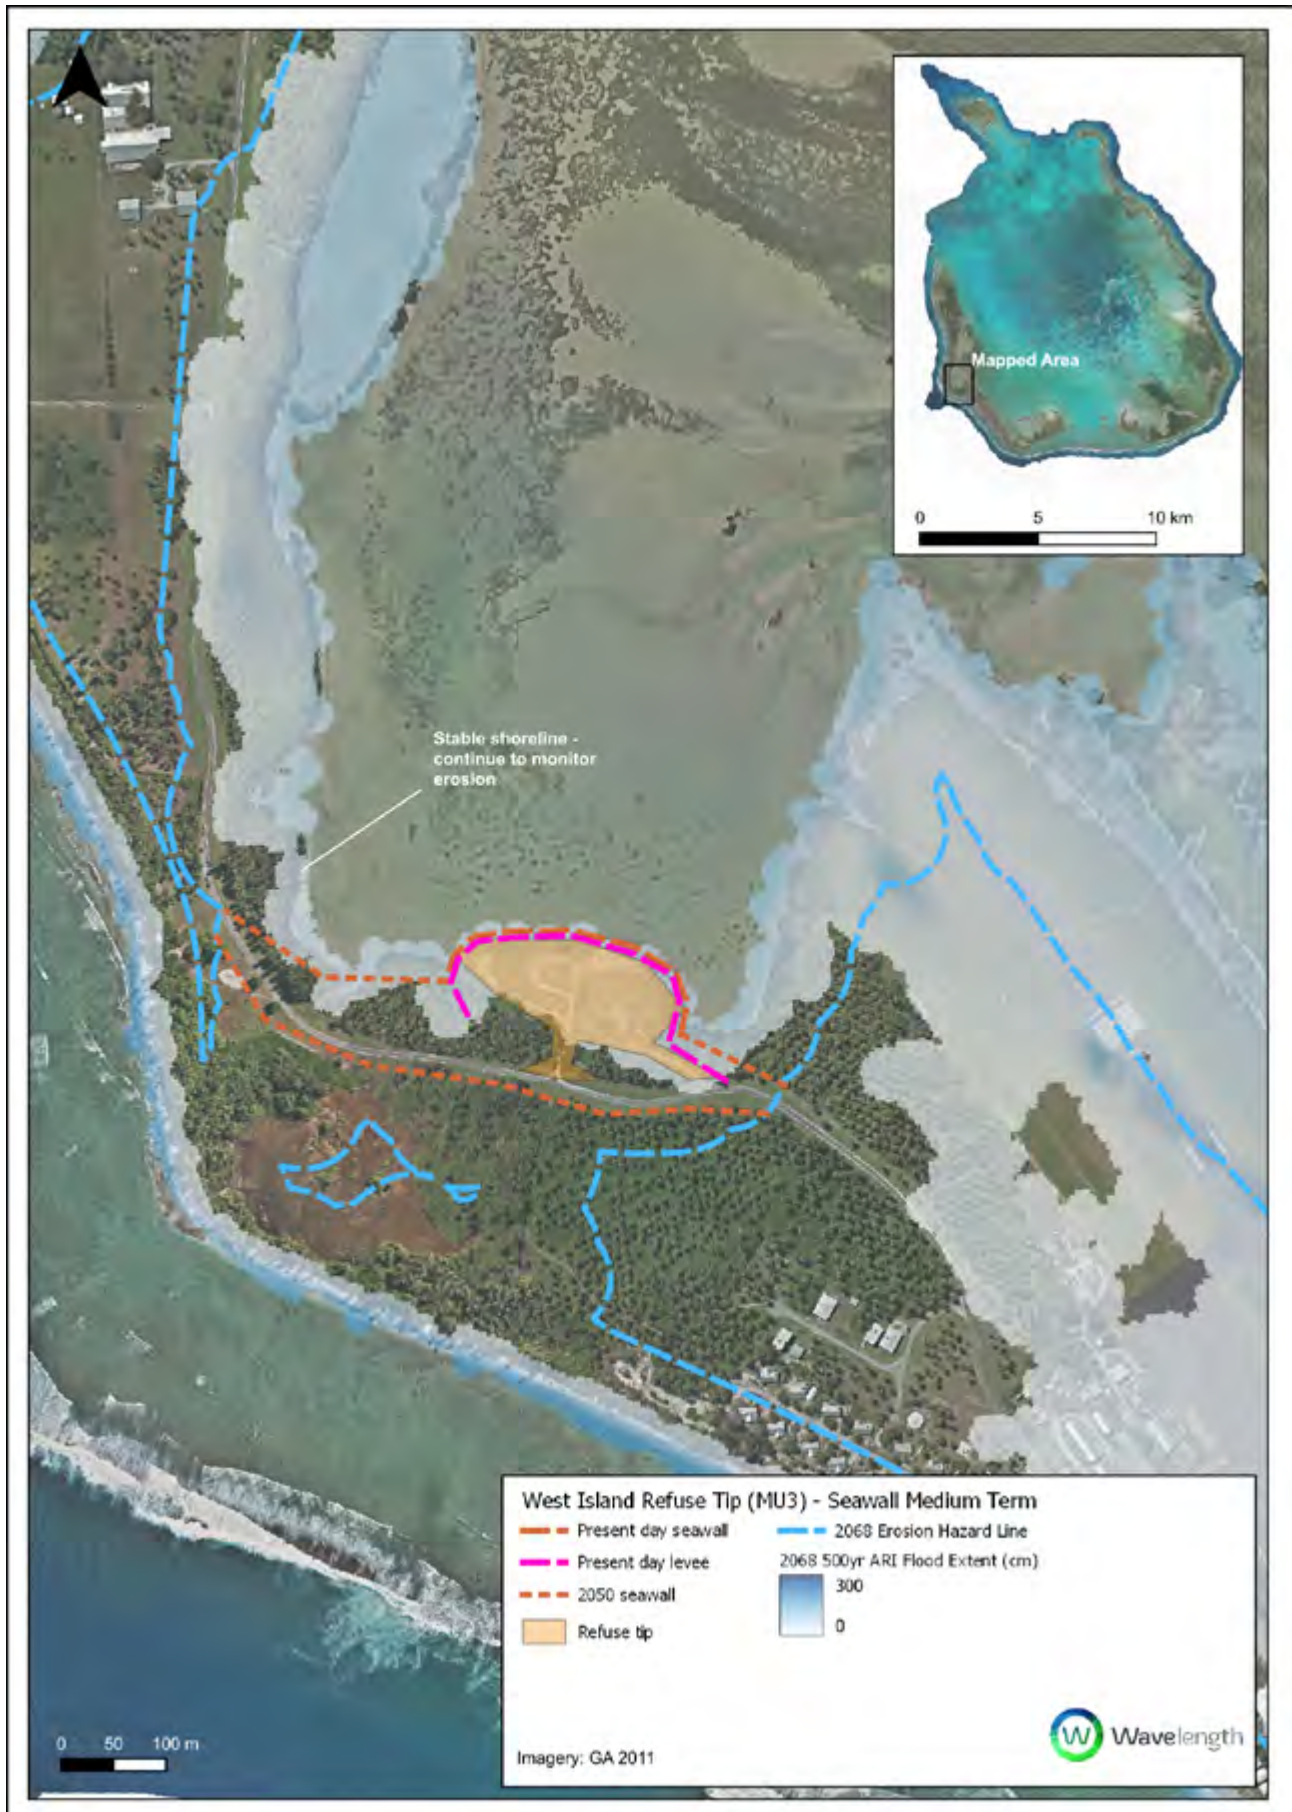 Mapped Area
0 5 10 km
Stable shoreline -
continue to monitor
erosion
West Island Refuse Tip (MU3) - Seawall Medium Term
Present day seawall
Present day levee
2050 seawall
Refuse tip
2068 Erosion Hazard Line
2068 500yr ARI Flood Extent (cm)
300
0
0 50 100 m
Imagery: GA 2011
W Wavelength